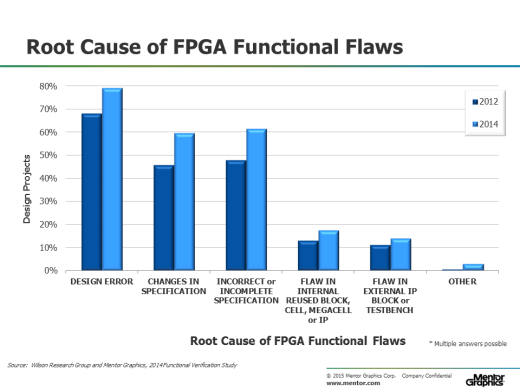 Root Cause of FPGA Functional Flaws
80%
70%
60%
50%
40%
30%
20%
10%
0%
Design Projects
2012
2014
DESIGN ERROR
CHANGES IN
SPECIFICATION
INCORRECT or
INCOMPLETE
SPECIFICATION
FLAW IN
INTERNAL
REUSED BLOCK,
CELL, MEGACELL
or IP
FLAW IN
EXTERNAL IP
BLOCK or
TESTBENCH
OTHER
Root Cause of FPGA Functional Flaws
* Multiple answers possible
Source: Wilson Research Group and Mentor Graphics, 2014 Functional Verification Study
© 2015 Mentor Graphics Corp. Company Confidential
www.mentor.com
Mentor
Graphics